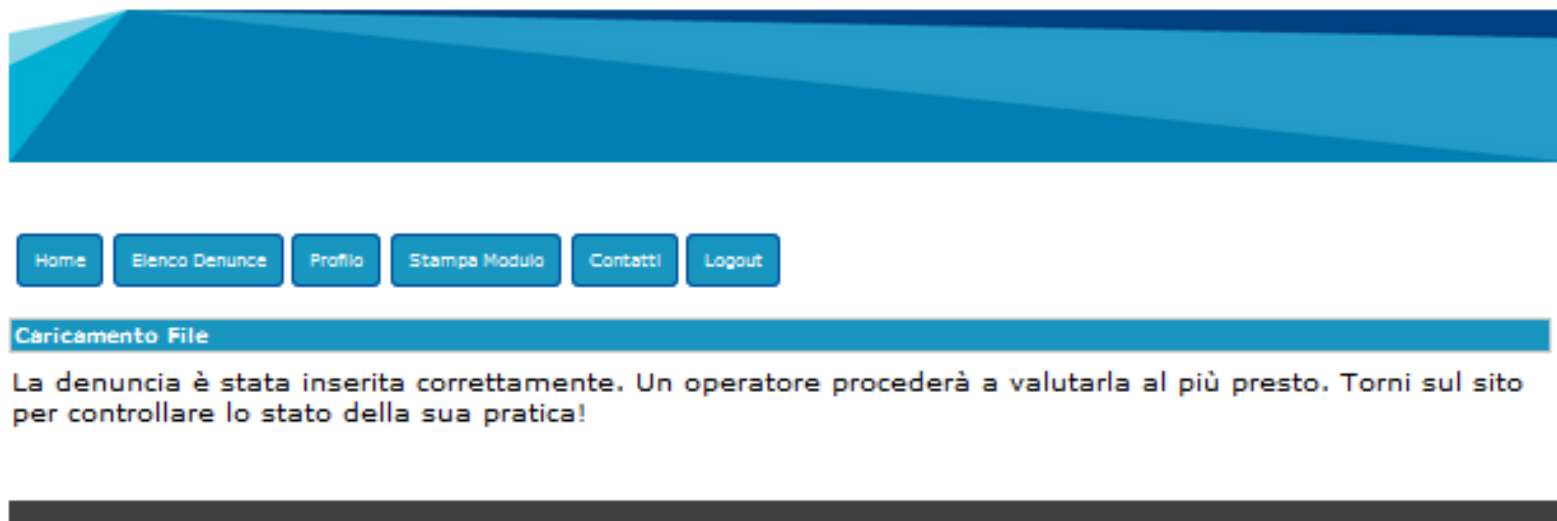 Home Elenco Denunce Profilo Stampa Modulo Contatti Logout
Caricamento File
La denuncia è stata inserita correttamente. Un operatore procederà a valutarla al più presto. Torni sul sito
per controllare lo stato della sua pratica!